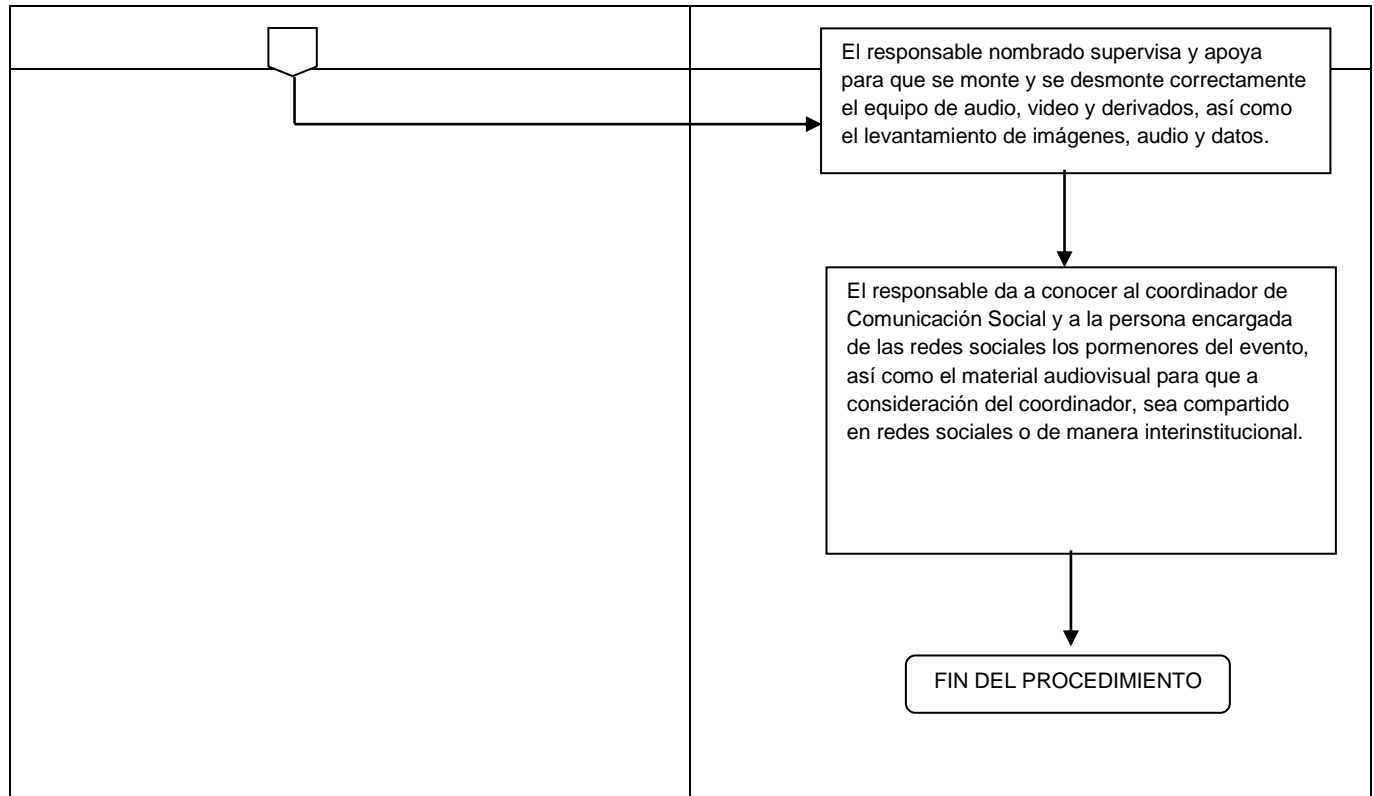 El responsable nombrado supervisa y apoya
para que se monte y se desmonte correctamente
el equipo de audio, video y derivados, así como
el levantamiento de imágenes, audio y datos.
El responsable da a conocer al coordinador de
Comunicación Social y a la persona encargada
de las redes sociales los pormenores del evento,
así como el material audiovisual para que a
consideración del coordinador, sea compartido
en redes sociales o de manera interinstitucional.
FIN DEL PROCEDIMIENTO